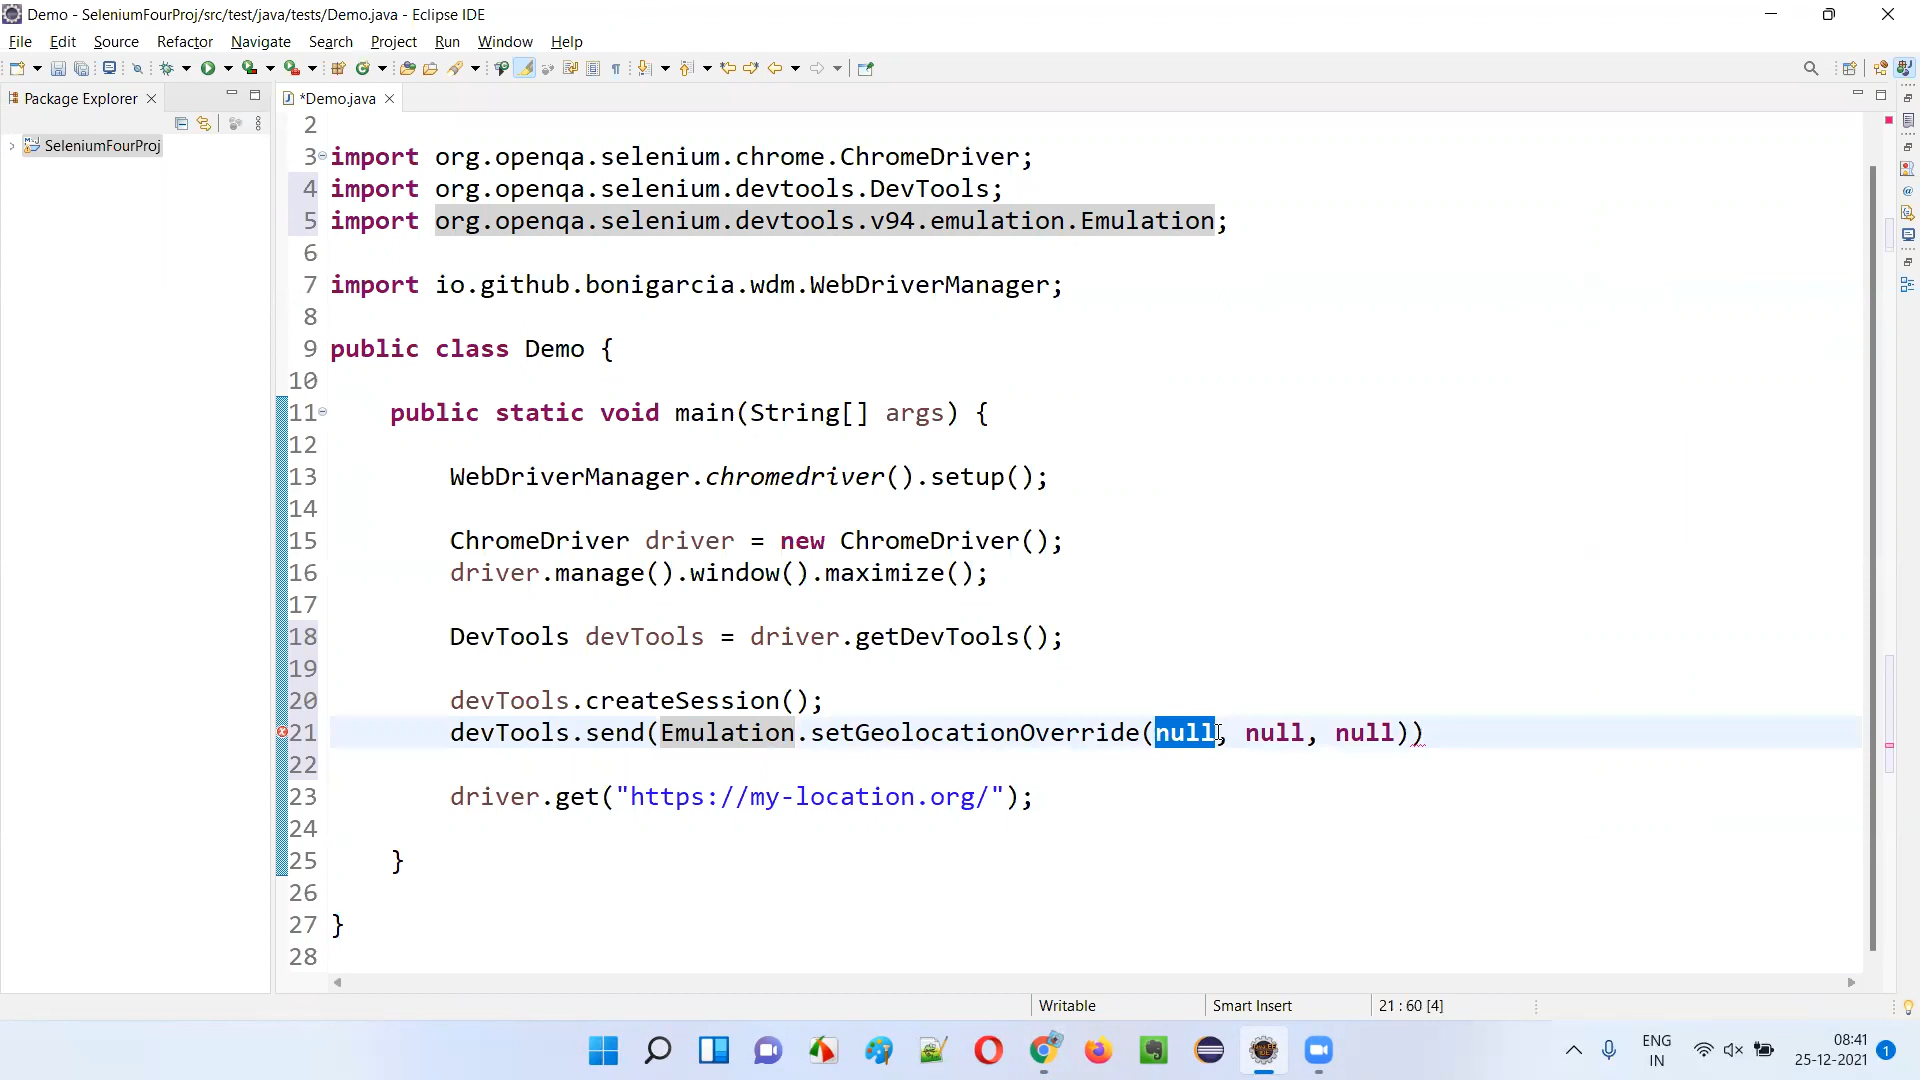 Demo - SeleniumFourProj/src/test/java/tests/Demo.java - Eclipse IDE
File Edit Source Refactor Navigate Search Project Run Window Help
Package Explorer
*Demo.java
SeleniumFourProj
2
3 import org.openqa.selenium.chrome.ChromeDriver;
4 import org.openqa.selenium.devtools.DevTools;
5 import org.openqa.selenium.devtools.v94.emulation.Emulation;
6
7 import io.github.bonigarcia.wdm.WebDriverManager;
8
9 public class Demo {
10
11 public static void main(String[] args) {
12
13 WebDriverManager.chromedriver().setup();
14
15 ChromeDriver driver = new ChromeDriver();
16 driver.manage().window().maximize();
17
18 DevTools devTools = driver.getDevTools();
19
20 devTools.createSession();
21 devTools.send(Emulation.setGeolocationOverride(null, null, null))
22
23 driver.get("https://my-location.org/");
24
25 }
26
27 }
28
Writable Smart Insert 21 : 60 [4]
ENG
IN
08:41
25-12-2021
1